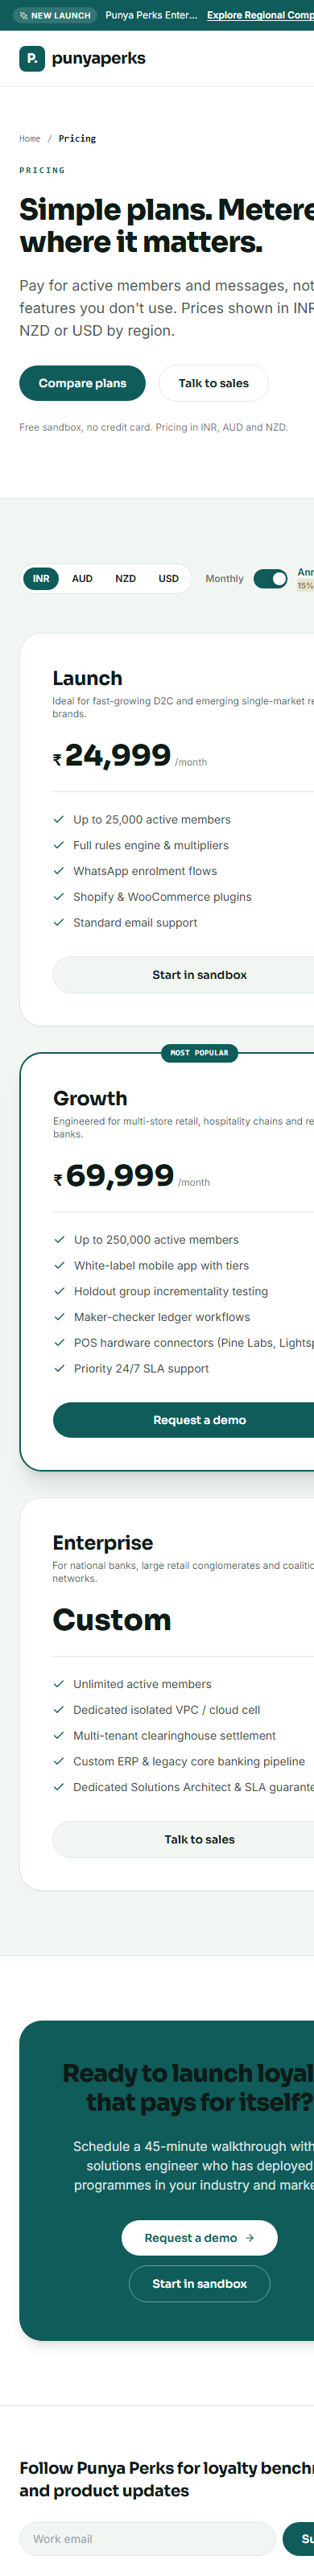 NEW LAUNCH Punya Perks Enter... Explore Regional Comp
P. punyaperks
Home / Pricing
PRICING
Simple plans. Metere
where it matters.
Pay for active members and messages, not
features you don't use. Prices shown in INR
NZD or USD by region.
Compare plans Talk to sales
Free sandbox, no credit card. Pricing in INR, AUD and NZD.
INR AUD NZD USD Monthly Ann
15%
Launch
Ideal for fast-growing D2C and emerging single-market re
brands.
₹24,999 /month
Up to 25,000 active members
Full rules engine & multipliers
WhatsApp enrolment flows
Shopify & WooCommerce plugins
Standard email support
Start in sandbox
MOST POPULAR
Growth
Engineered for multi-store retail, hospitality chains and re
banks.
₹69,999 /month
Up to 250,000 active members
White-label mobile app with tiers
Holdout group incrementality testing
Maker-checker ledger workflows
POS hardware connectors (Pine Labs, Lightsp
Priority 24/7 SLA support
Request a demo
Enterprise
For national banks, large retail conglomerates and coalitio
networks.
Custom
Unlimited active members
Dedicated isolated VPC / cloud cell
Multi-tenant clearinghouse settlement
Custom ERP & legacy core banking pipeline
Dedicated Solutions Architect & SLA guarante
Talk to sales
Ready to launch loyal
that pays for itself?
Schedule a 45-minute walkthrough with
solutions engineer who has deployed
programmes in your industry and marke
Request a demo →
Start in sandbox
Follow Punya Perks for loyalty benchm
and product updates
Work email Su